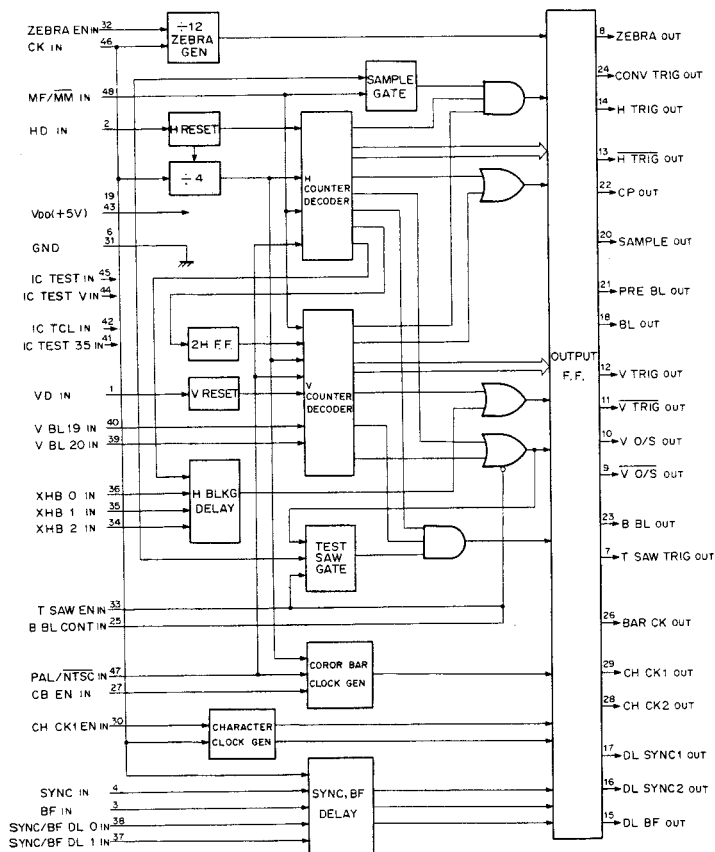 ZEBRA EN IN 32
CK IN 46
÷12
ZEBRA
GEN
8 ZEBRA OUT
24 CONV TRIG OUT
MF/M̅M̅ IN 48
SAMPLE
GATE
14 H TRIG OUT
HD IN 2
H RESET
13 H̅ T̅R̅I̅G̅ OUT
÷4
H
COUNTER
DECODER
22 CP OUT
19
VDD(+5V) 43
6
GND 31
20 SAMPLE OUT
IC TEST IN 45
IC TEST V IN 44
21 PRE BL OUT
IC TCL IN 42
IC TEST 35 IN 41
18 BL OUT
2H F.F.
OUTPUT
F.F.
12 V TRIG OUT
VD IN 1
V RESET
V
COUNTER
DECODER
11 V̅ T̅R̅I̅G̅ OUT
V BL19 IN 40
V BL20 IN 39
10 V O/S OUT
9 V̅ O̅/̅S̅ OUT
XHB 0 IN 36
XHB 1 IN 35
XHB 2 IN 34
H BLKG
DELAY
23 B BL OUT
TEST
SAW
GATE
7 T SAW TRIG OUT
T SAW EN IN 33
B BL CONT IN 25
26 BAR CK OUT
PAL/N̅T̅S̅C̅ IN 47
CB EN IN 27
COROR BAR
CLOCK GEN
29 CH CK1 OUT
28 CH CK2 OUT
CH CK1 EN IN 30
CHARACTER
CLOCK GEN
17 DL SYNC1 OUT
SYNC IN 4
BF IN 3
SYNC/BF DL 0 IN 38
SYNC/BF DL 1 IN 37
SYNC, BF
DELAY
16 DL SYNC2 OUT
15 DL BF OUT